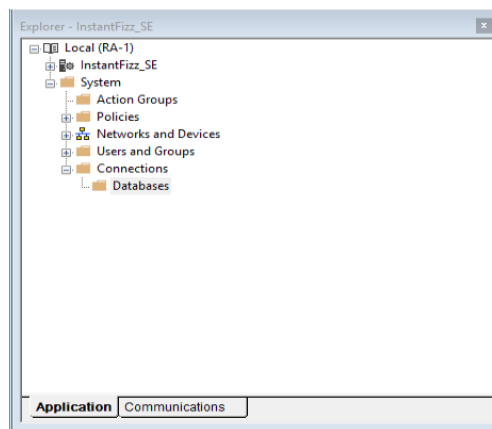 Explorer - InstantFizz_SE
x
Local (RA-1)
InstantFizz_SE
System
Action Groups
Policies
Networks and Devices
Users and Groups
Connections
Databases
Application Communications